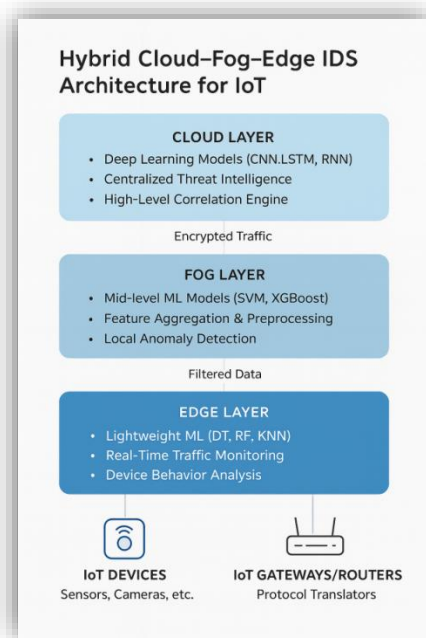 Hybrid Cloud–Fog–Edge IDS
Architecture for IoT
CLOUD LAYER
• Deep Learning Models (CNN.LSTM, RNN)
• Centralized Threat Intelligence
• High-Level Correlation Engine
Encrypted Traffic
FOG LAYER
• Mid-level ML Models (SVM, XGBoost)
• Feature Aggregation & Preprocessing
• Local Anomaly Detection
Filtered Data
EDGE LAYER
• Lightweight ML (DT, RF, KNN)
• Real-Time Traffic Monitoring
• Device Behavior Analysis
IoT DEVICES
Sensors, Cameras, etc.
IoT GATEWAYS/ROUTERS
Protocol Translators